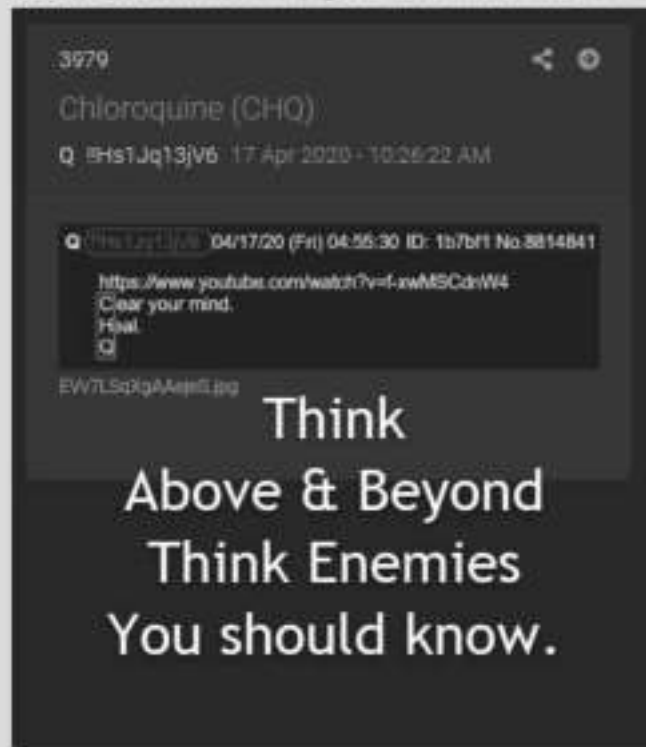 3979
Chloroquine (CHQ)
Q !!Hs1Jq13jV6 17 Apr 2020 - 10:26:22 AM
Q 04/17/20 (Fri) 04:55:30 ID: 1b7bf1 No.8814841
https://www.youtube.com/watch?v=f-xwMSCdnW4
Clear your mind.
Heal.
Q
Think
Above & Beyond
Think Enemies
You should know.